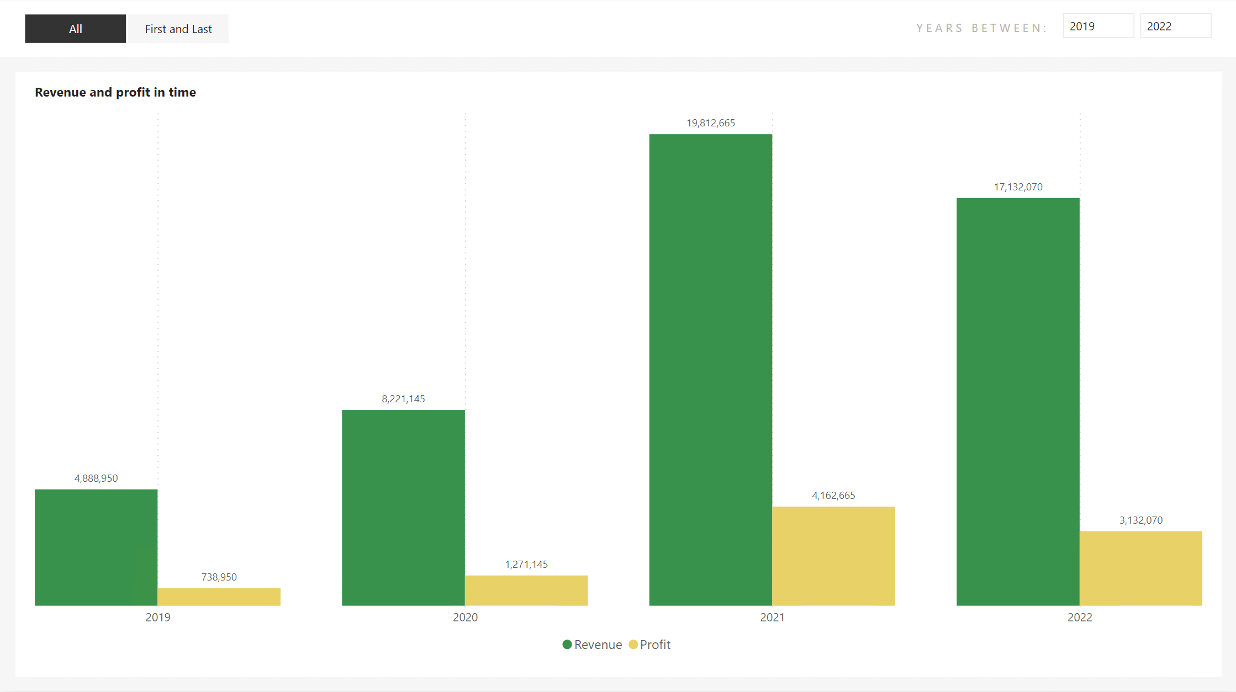 All
First and Last
YEARS BETWEEN:
2019
2022
Revenue and profit in time
19,812,665
17,132,070
8,221,145
4,888,950
4,162,665
3,132,070
1,271,145
738,950
2019
2020
2021
2022
Revenue
Profit